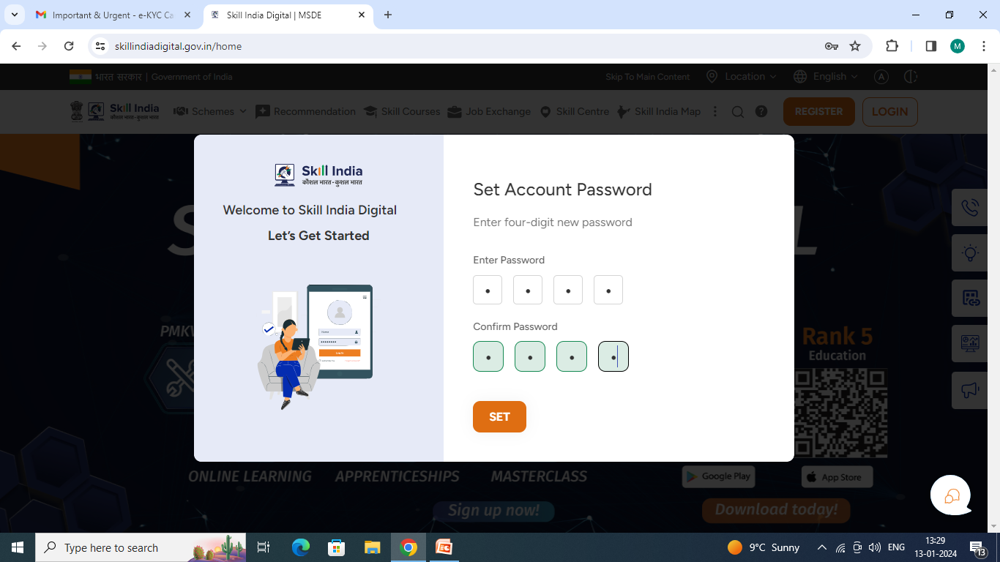 Important & Urgent - e-KYC Ca
Skill India Digital | MSDE
skillindiadigital.gov.in/home
M
भारत सरकार | Government of India
Skip To Main Content
Location
English
A
Skill India
कौशल भारत-कुशल भारत
Schemes
Recommendation
Skill Courses
Job Exchange
Skill Centre
Skill India Map
REGISTER
LOGIN
Skill India
कौशल भारत-कुशल भारत
Welcome to Skill India Digital
Let's Get Started
Set Account Password
Enter four-digit new password
Enter Password
Confirm Password
SET
PMKV
Rank 5
Education
ONLINE LEARNING
APPRENTICESHIPS
MASTERCLASS
Google Play
App Store
Sign up now!
Download today!
Type here to search
9°C Sunny
ENG
13:29
13-01-2024
13